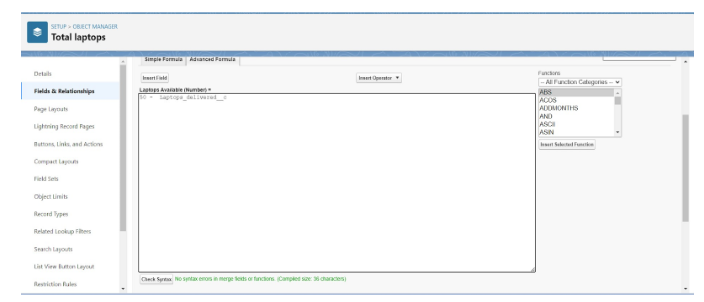 SETUP > OBJECT MANAGER
Total laptops
Simple Formula Advanced Formula
Details
Insert Field Insert Operator ▼ Functions
-- All Function Categories --
Fields & Relationships
Laptops Available (Number) =
ABS
Laptops_delivered__c
ACOS
Page Layouts
ADDMONTHS
AND
Lightning Record Pages
ASCII
ASIN
Buttons, Links, and Actions
Insert Selected Function
Compact Layouts
Field Sets
Object Limits
Record Types
Related Lookup Filters
Search Layouts
List View Button Layout
Check Syntax No syntax errors in merge fields or functions. (Compiled size: 36 characters)
Restriction Rules